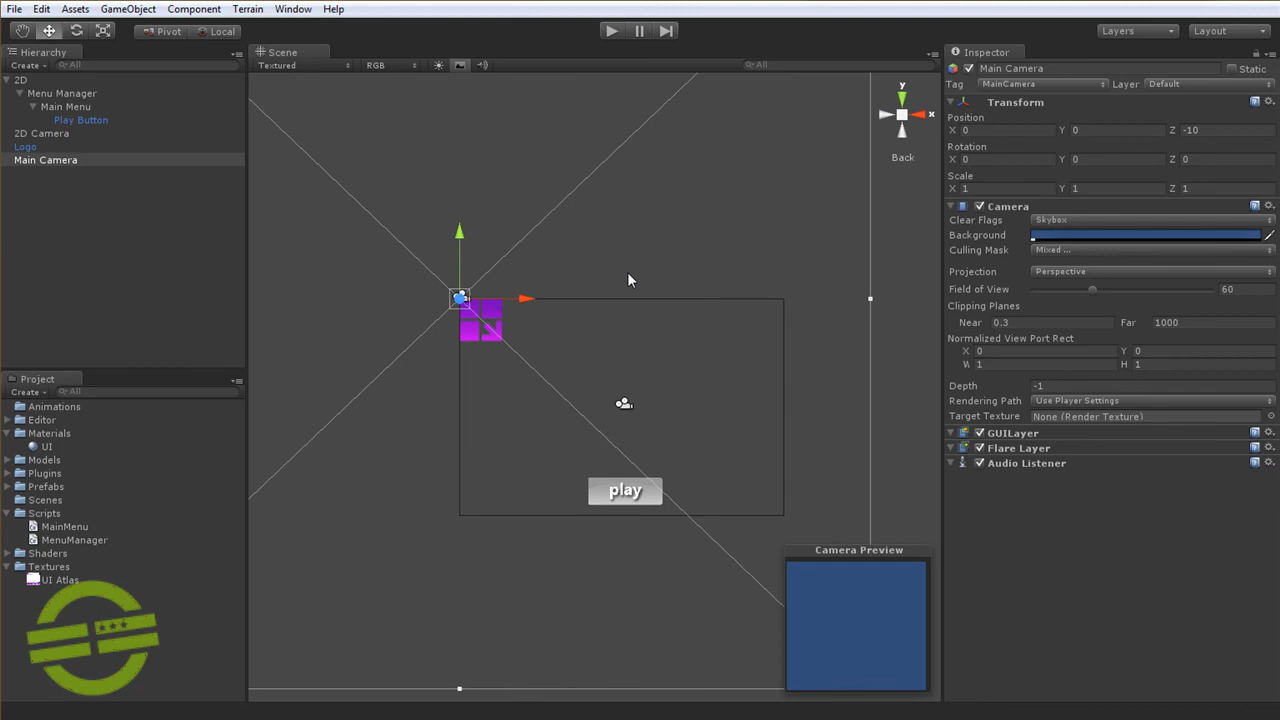 File Edit Assets GameObject Component Terrain Window Help
Pivot Local Layers Layout
Hierarchy
Create All
2D
Menu Manager
Main Menu
Play Button
2D Camera
Logo
Main Camera
Project
Create All
Animations
Editor
Materials
UI
Models
Plugins
Prefabs
Scenes
Scripts
MainMenu
MenuManager
Shaders
Textures
UI Atlas
Scene
Textured RGB All
y
x
Back
play
Camera Preview
Inspector
Main Camera Static
Tag MainCamera Layer Default
Transform
Position
X 0 Y 0 Z -10
Rotation
X 0 Y 0 Z 0
Scale
X 1 Y 1 Z 1
Camera
Clear Flags Skybox
Background
Culling Mask Mixed ...
Projection Perspective
Field of View 60
Clipping Planes
Near 0.3 Far 1000
Normalized View Port Rect
X 0 Y 0
W 1 H 1
Depth -1
Rendering Path Use Player Settings
Target Texture None (Render Texture)
GUILayer
Flare Layer
Audio Listener